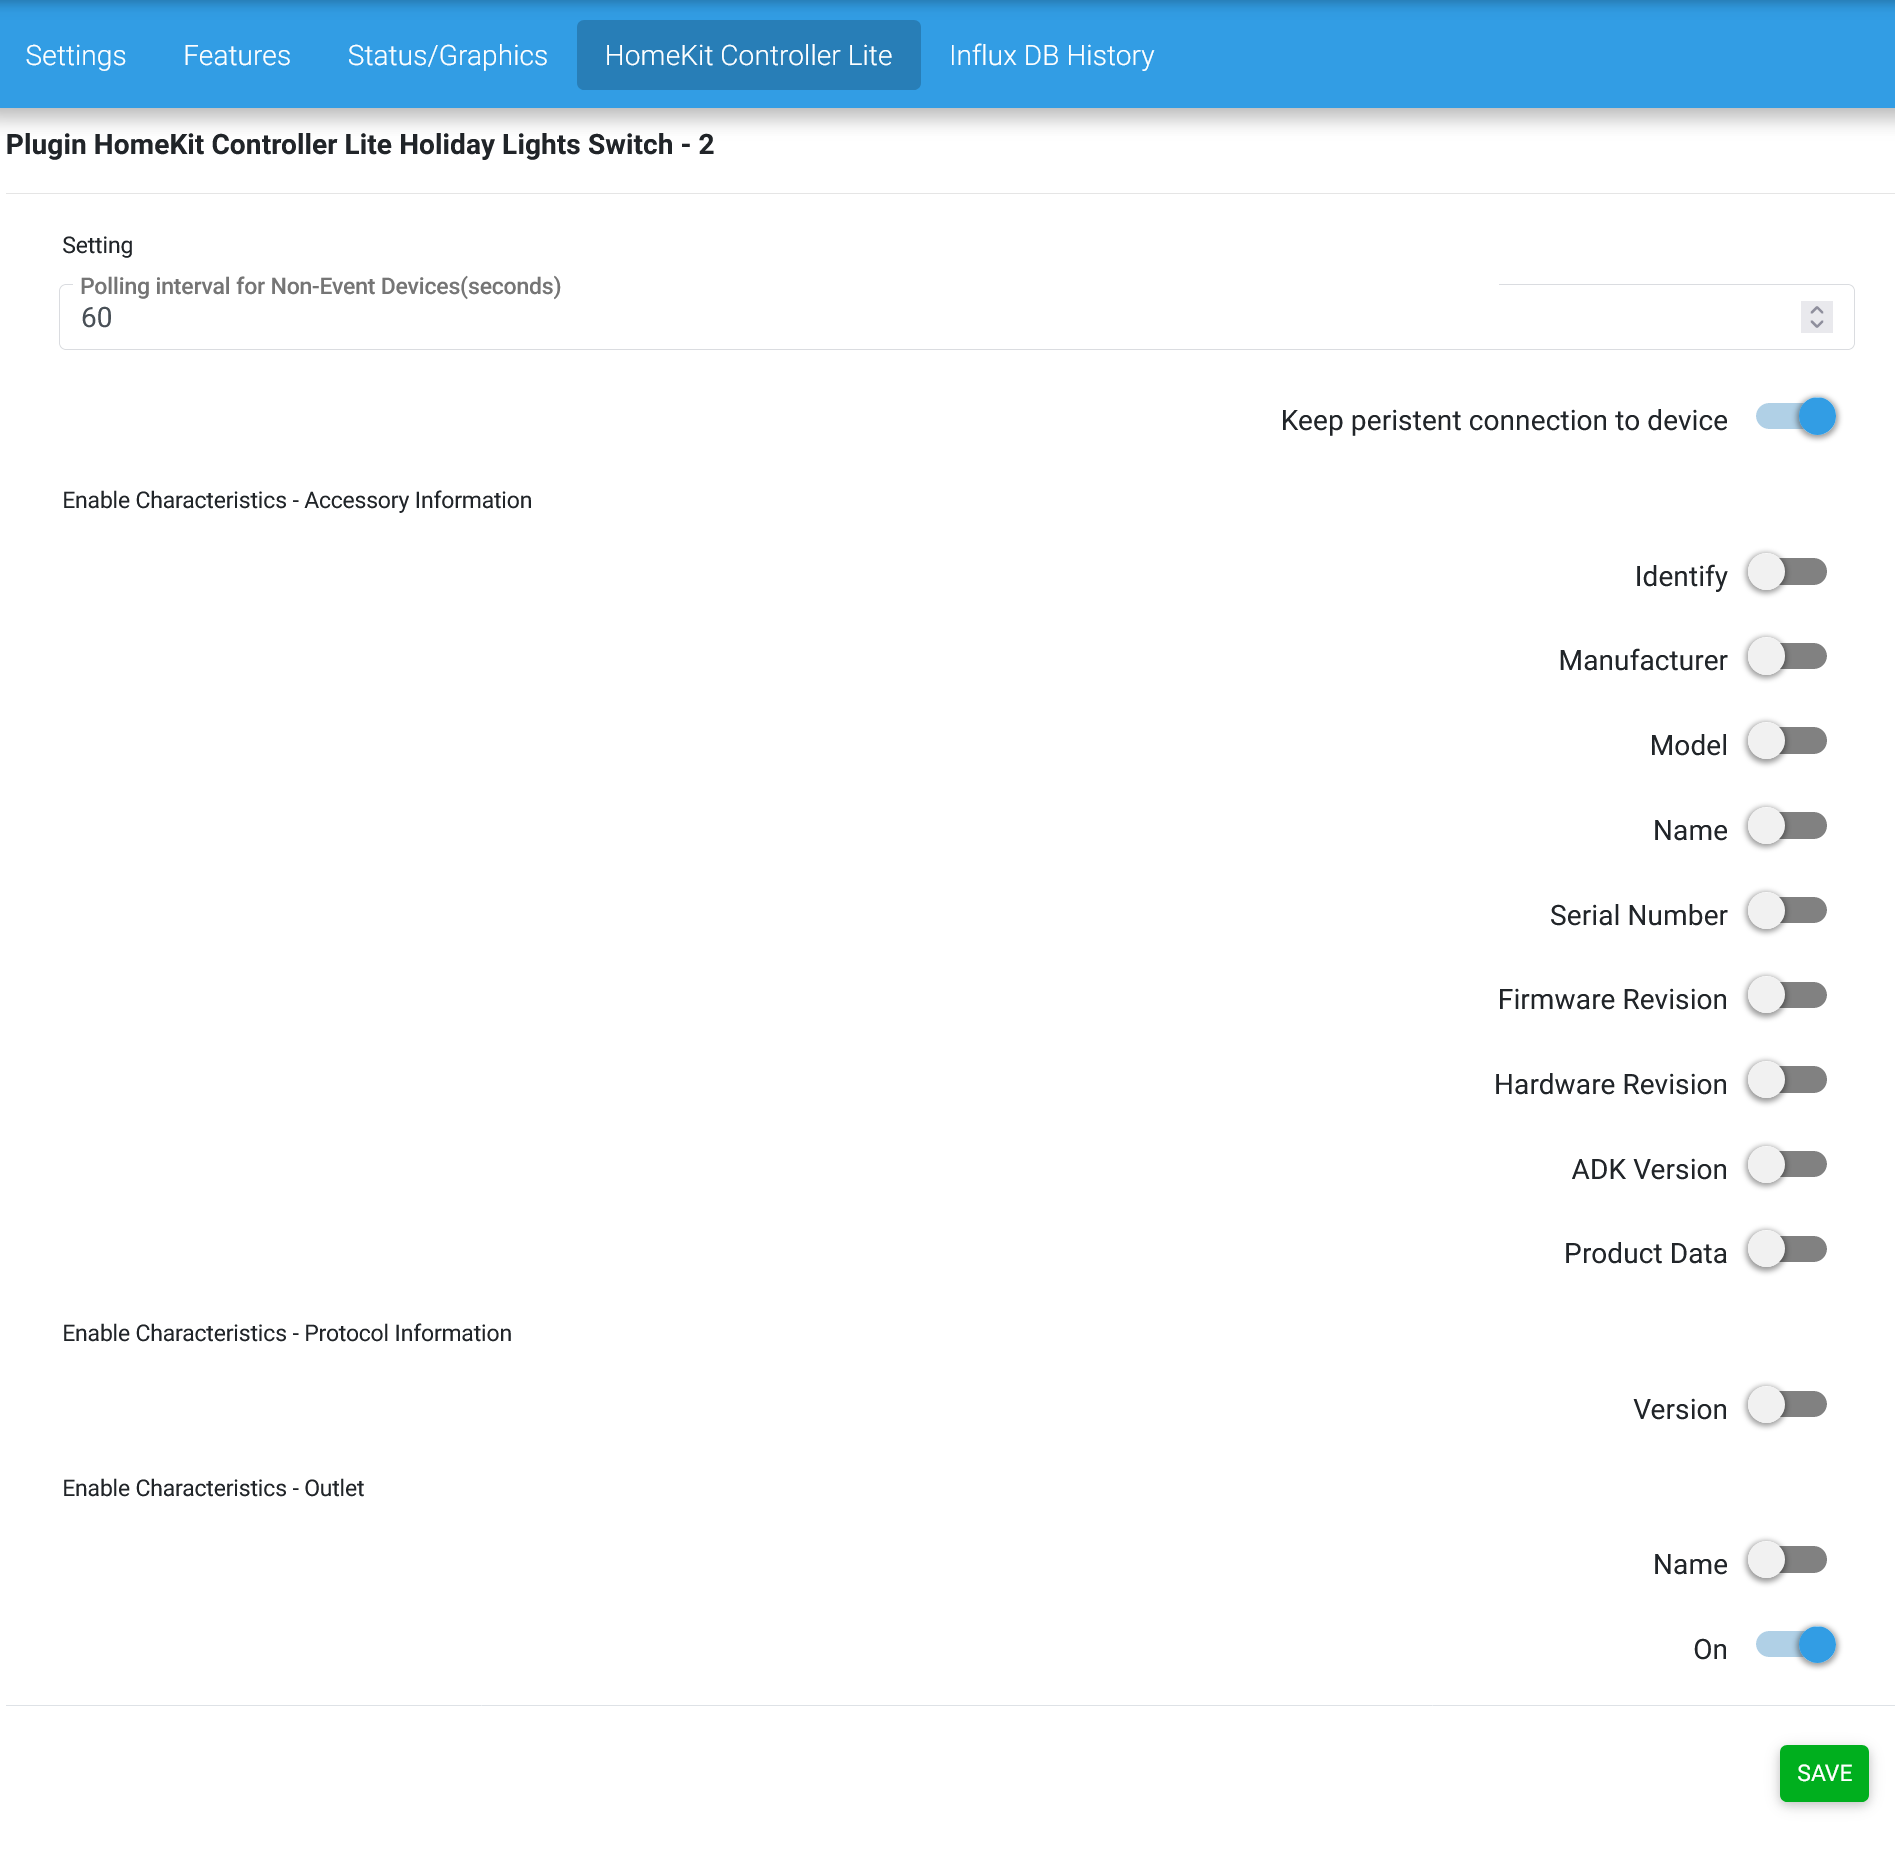 Settings Features Status/Graphics HomeKit Controller Lite Influx DB History
Plugin HomeKit Controller Lite Holiday Lights Switch - 2
Setting
Polling interval for Non-Event Devices(seconds)
60
Keep peristent connection to device
Enable Characteristics - Accessory Information
Identify
Manufacturer
Model
Name
Serial Number
Firmware Revision
Hardware Revision
ADK Version
Product Data
Enable Characteristics - Protocol Information
Version
Enable Characteristics - Outlet
Name
On
SAVE